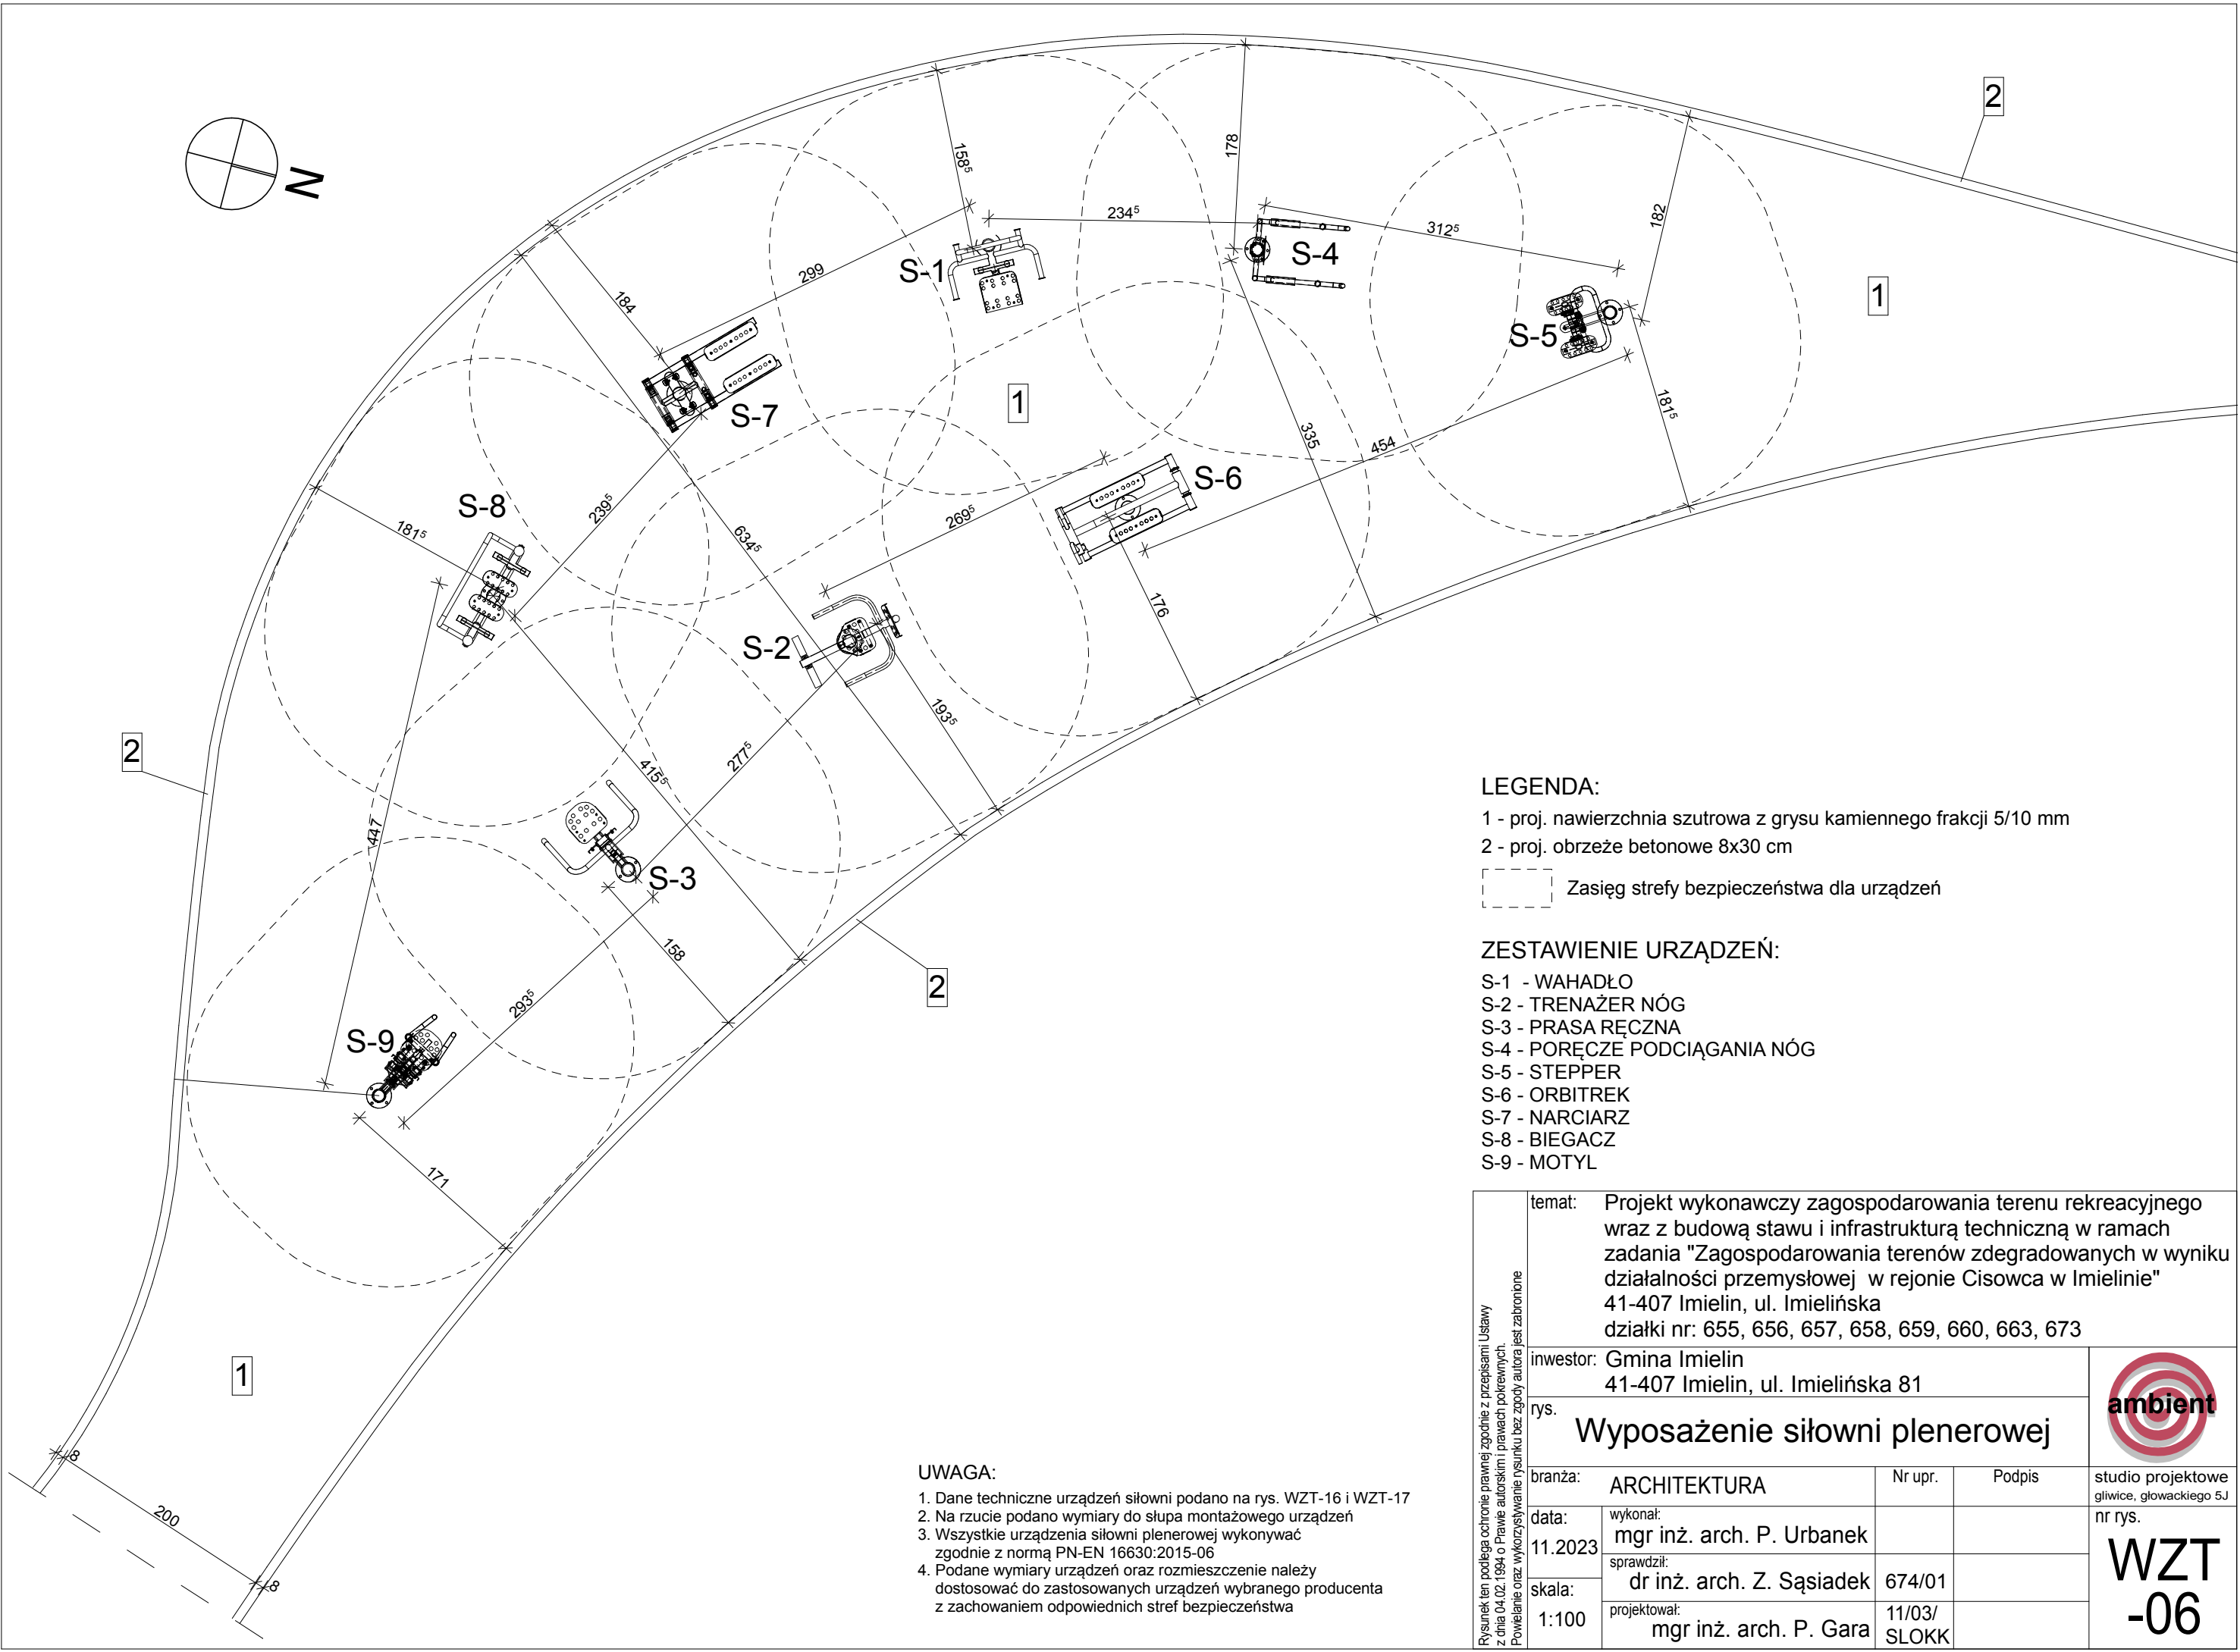 2
N
158⁵
178
234⁵
312⁵
182
299
184
S-1
S-4
S-5
1
S-7
1
181⁵
335
454
S-8
181⁵
239⁵
634⁵
269⁵
S-6
176
S-2
193⁵
2
277⁵
415⁵
447
S-3
158
2
293⁵
S-9
171
1
8
200
8
LEGENDA:
1 - proj. nawierzchnia szutrowa z grysu kamiennego frakcji 5/10 mm
2 - proj. obrzeże betonowe 8x30 cm
Zasięg strefy bezpieczeństwa dla urządzeń
ZESTAWIENIE URZĄDZEŃ:
S-1 - WAHADŁO
S-2 - TRENAŻER NÓG
S-3 - PRASA RĘCZNA
S-4 - PORĘCZE PODCIĄGANIA NÓG
S-5 - STEPPER
S-6 - ORBITREK
S-7 - NARCIARZ
S-8 - BIEGACZ
S-9 - MOTYL
UWAGA:
1. Dane techniczne urządzeń siłowni podano na rys. WZT-16 i WZT-17
2. Na rzucie podano wymiary do słupa montażowego urządzeń
3. Wszystkie urządzenia siłowni plenerowej wykonywać
zgodnie z normą PN-EN 16630:2015-06
4. Podane wymiary urządzeń oraz rozmieszczenie należy
dostosować do zastosowanych urządzeń wybranego producenta
z zachowaniem odpowiednich stref bezpieczeństwa
Rysunek ten podlega ochronie prawnej zgodnie z przepisami Ustawy
z dnia 04.02.1994 o Prawie autorskim i prawach pokrewnych.
Powielanie oraz wykorzystywanie rysunku bez zgody autora jest zabronione
temat: Projekt wykonawczy zagospodarowania terenu rekreacyjnego
wraz z budową stawu i infrastrukturą techniczną w ramach
zadania "Zagospodarowania terenów zdegradowanych w wyniku
działalności przemysłowej w rejonie Cisowca w Imielinie"
41-407 Imielin, ul. Imielińska
działki nr: 655, 656, 657, 658, 659, 660, 663, 673
inwestor: Gmina Imielin
41-407 Imielin, ul. Imielińska 81
rys.
Wyposażenie siłowni plenerowej
ambient
studio projektowe
gliwice, głowackiego 5J
branża: ARCHITEKTURA Nr upr. Podpis
data:
11.2023
wykonał:
mgr inż. arch. P. Urbanek
sprawdził:
dr inż. arch. Z. Sąsiadek 674/01
skala:
1:100
projektował:
mgr inż. arch. P. Gara
11/03/
SLOKK
nr rys.
WZT
-06